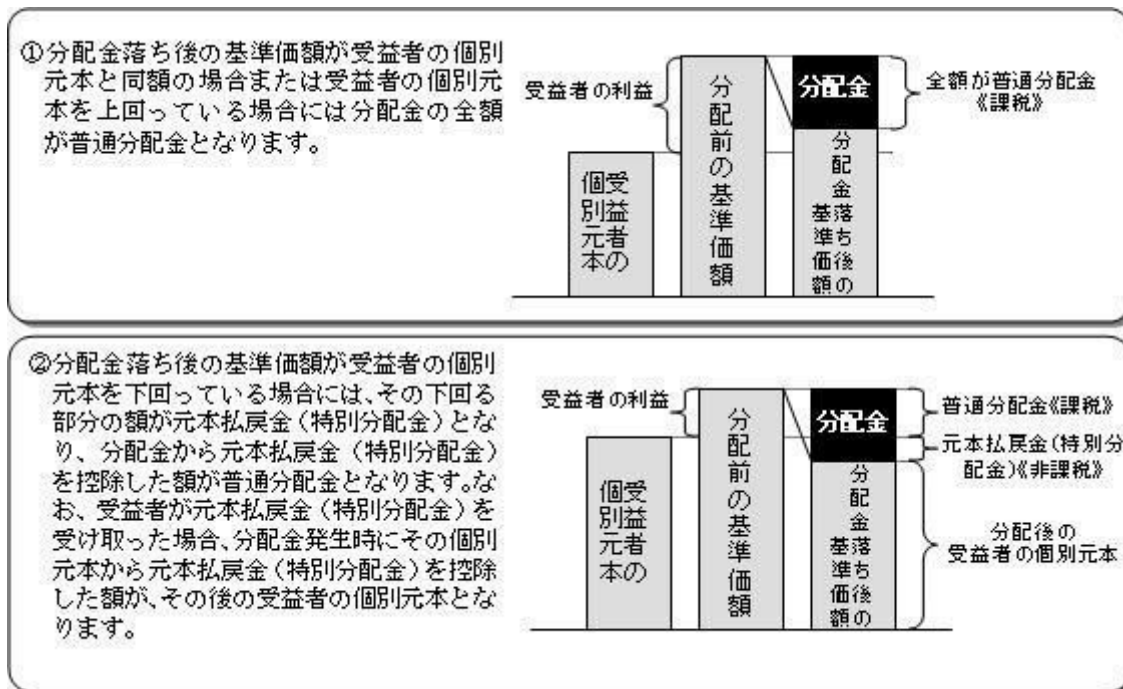 ①分配金落ち後の基準価額が受益者の個別
元本と同額の場合または受益者の個別元
本を上回っている場合には分配金の全額
が普通分配金となります。
受益者の利益
個別元本
受益者の
分配前の基準価額
分配金
基準価額
分配金落ち後の
全額が普通分配金
《課税》
②分配金落ち後の基準価額が受益者の個別
元本を下回っている場合には、その下回る
部分の額が元本払戻金（特別分配金）とな
り、分配金から元本払戻金（特別分配金）
を控除した額が普通分配金となります。な
お、受益者が元本払戻金（特別分配金）を
受け取った場合、分配金発生時にその個別
元本から元本払戻金（特別分配金）を控除
した額が、その後の受益者の個別元本とな
ります。
受益者の利益
個別元本
受益者の
分配前の基準価額
分配金
基準価額
分配金落ち後の
普通分配金《課税》
元本払戻金（特別分
配金）《非課税》
分配後の
受益者の個別元本